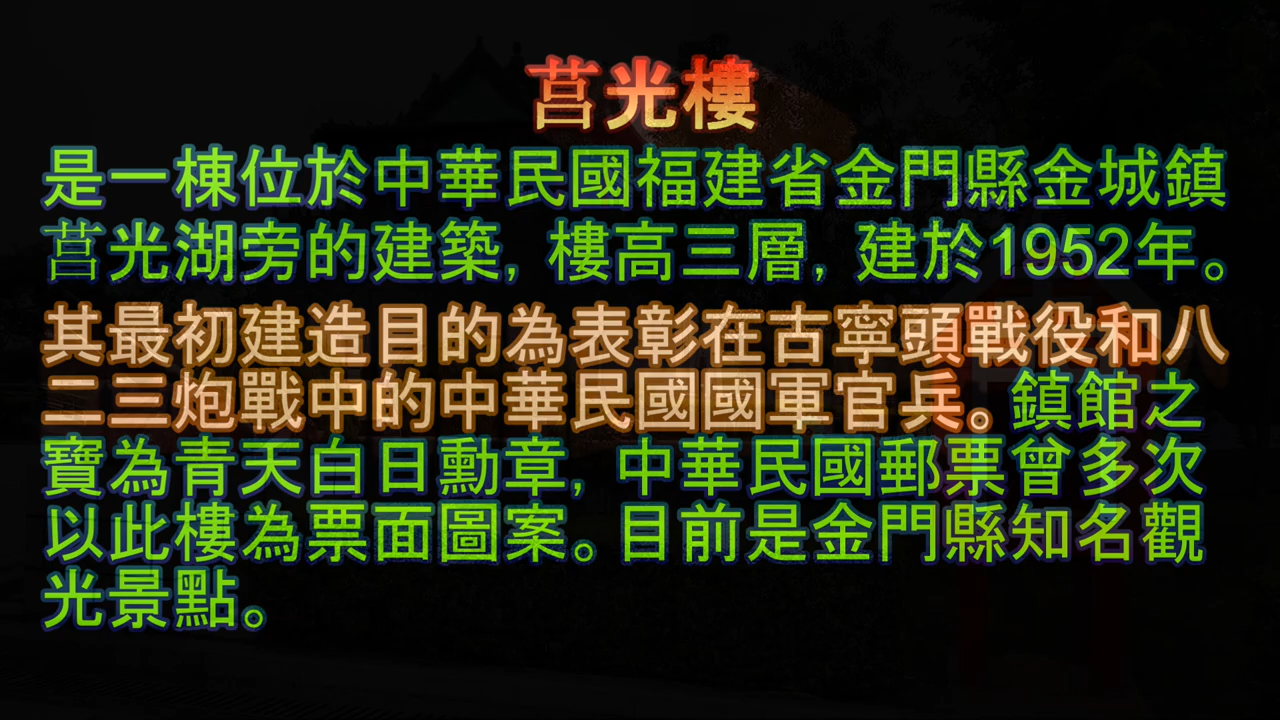 莒光樓
是一棟位於中華民國福建省金門縣金城鎮
莒光湖旁的建築, 樓高三層, 建於1952年。
其最初建造目的為表彰在古寧頭戰役和八
二三炮戰中的中華民國國軍官兵。鎮館之
寶為青天白日勳章, 中華民國郵票曾多次
以此樓為票面圖案。目前是金門縣知名觀
光景點。